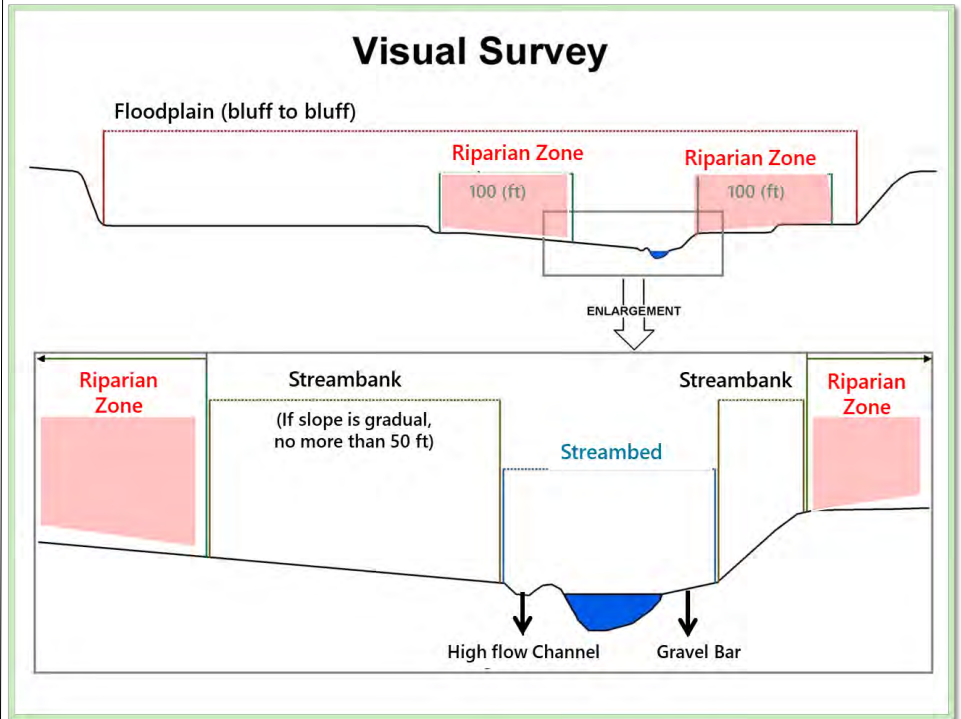 Visual Survey
Floodplain (bluff to bluff)
Riparian Zone
Riparian Zone
100 (ft)
100 (ft)
ENLARGEMENT
Riparian
Zone
Streambank
(If slope is gradual,
no more than 50 ft)
Streambed
Streambank
Riparian
Zone
High flow Channel
Gravel Bar